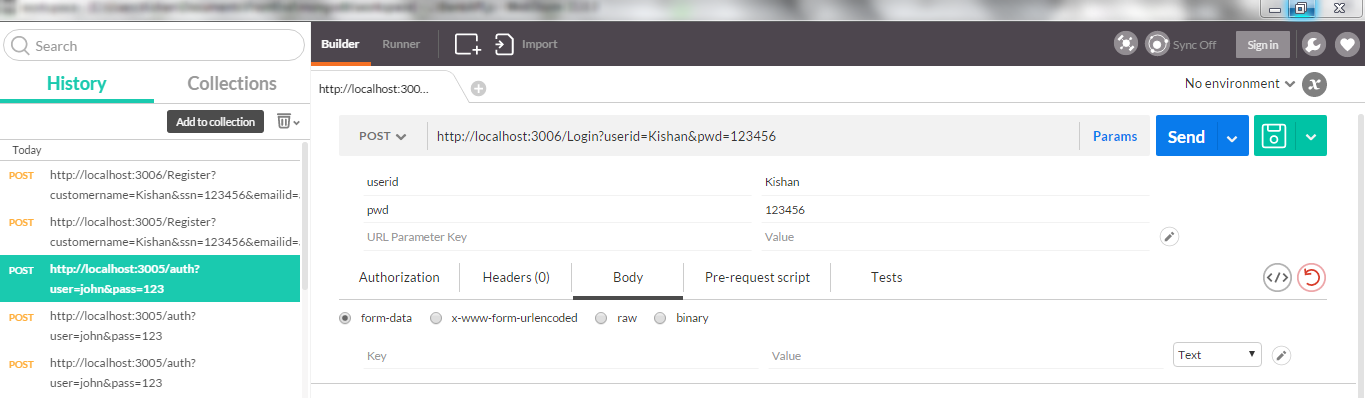 Search
History
Collections
Add to collection
Today
POST
http://localhost:3006/Register?
customername=Kishan&ssn=123456&emailid=
POST
http://localhost:3005/Register?
customername=Kishan&ssn=123456&emailid=
POST
http://localhost:3005/auth?
user=john&pass=123
POST
http://localhost:3005/auth?
user=john&pass=123
POST
http://localhost:3005/auth?
user=john&pass=123
Builder
Runner
Import
Sync Off
Sign in
http://localhost:300...
No environment
x
POST
http://localhost:3006/Login?userid=Kishan&pwd=123456
Params
Send
userid
Kishan
pwd
123456
URL Parameter Key
Value
Authorization
Headers (0)
Body
Pre-request script
Tests
</>
form-data
x-www-form-urlencoded
raw
binary
Key
Value
Text